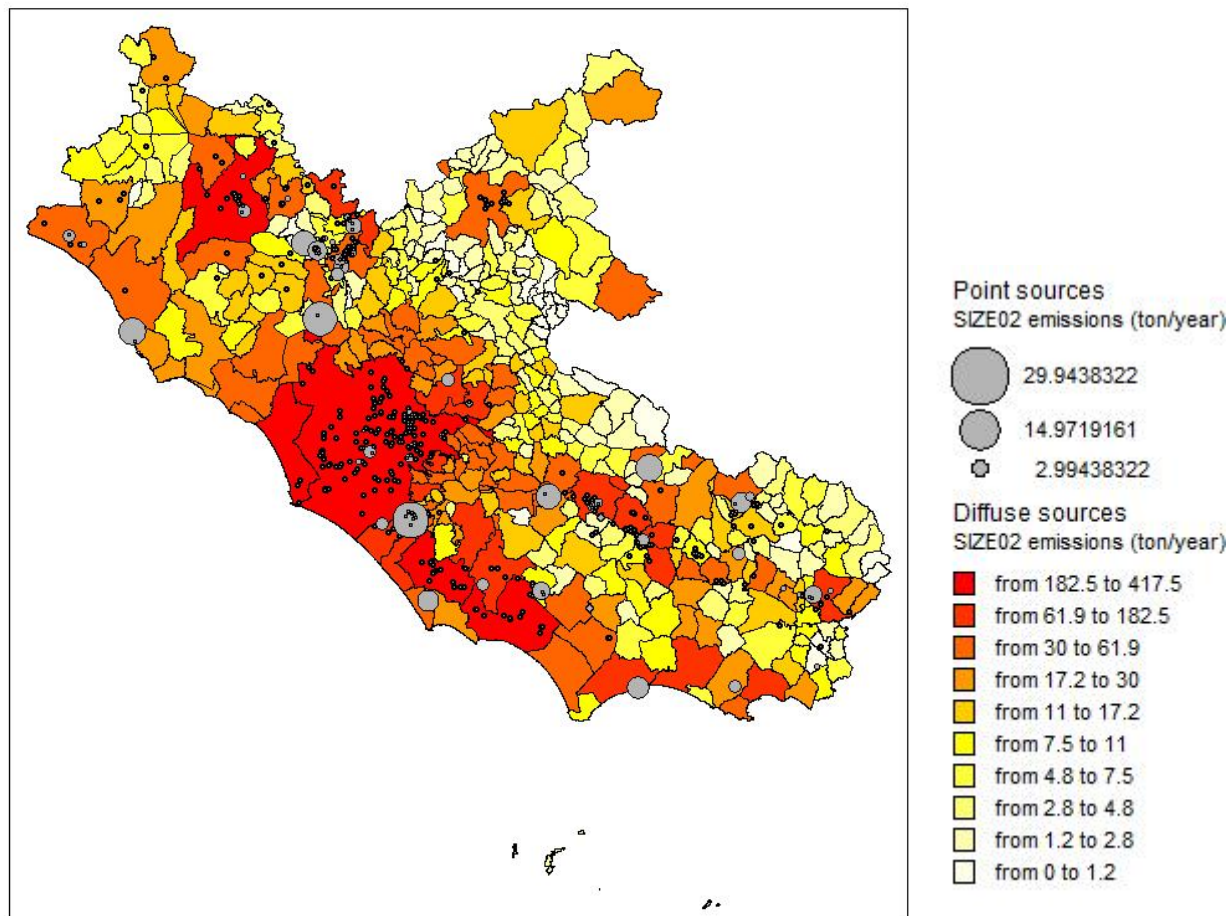 Point sources
SIZE02 emissions (ton/year)
29.9438322
14.9719161
2.99438322
Diffuse sources
SIZE02 emissions (ton/year)
from 182.5 to 417.5
from 61.9 to 182.5
from 30 to 61.9
from 17.2 to 30
from 11 to 17.2
from 7.5 to 11
from 4.8 to 7.5
from 2.8 to 4.8
from 1.2 to 2.8
from 0 to 1.2